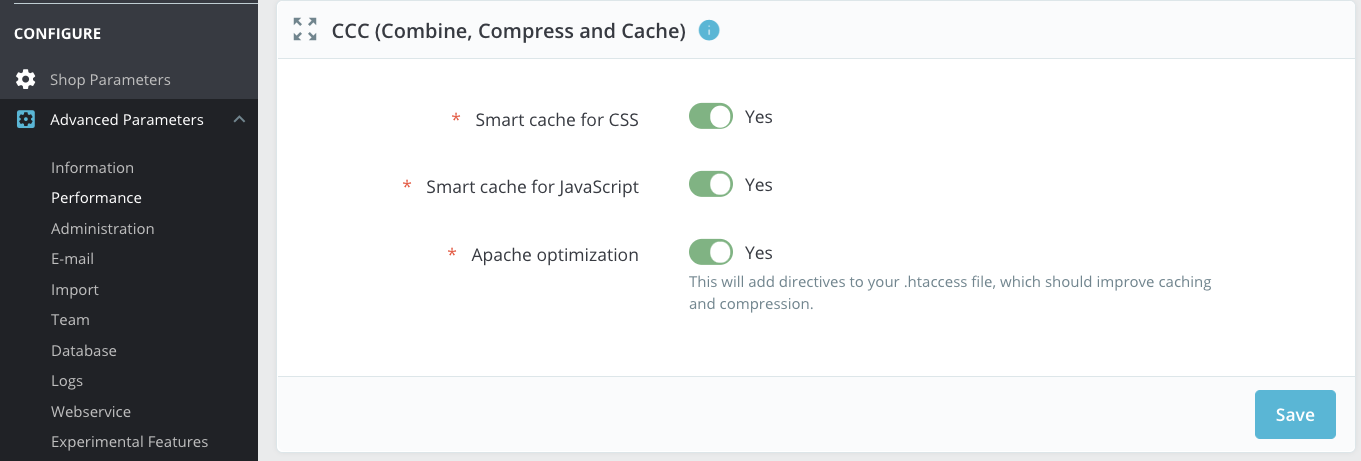 CONFIGURE
Shop Parameters
Advanced Parameters
Information
Performance
Administration
E-mail
Import
Team
Database
Logs
Webservice
Experimental Features
CCC (Combine, Compress and Cache) i
* Smart cache for CSS Yes
* Smart cache for JavaScript Yes
* Apache optimization Yes
This will add directives to your .htaccess file, which should improve caching
and compression.
Save